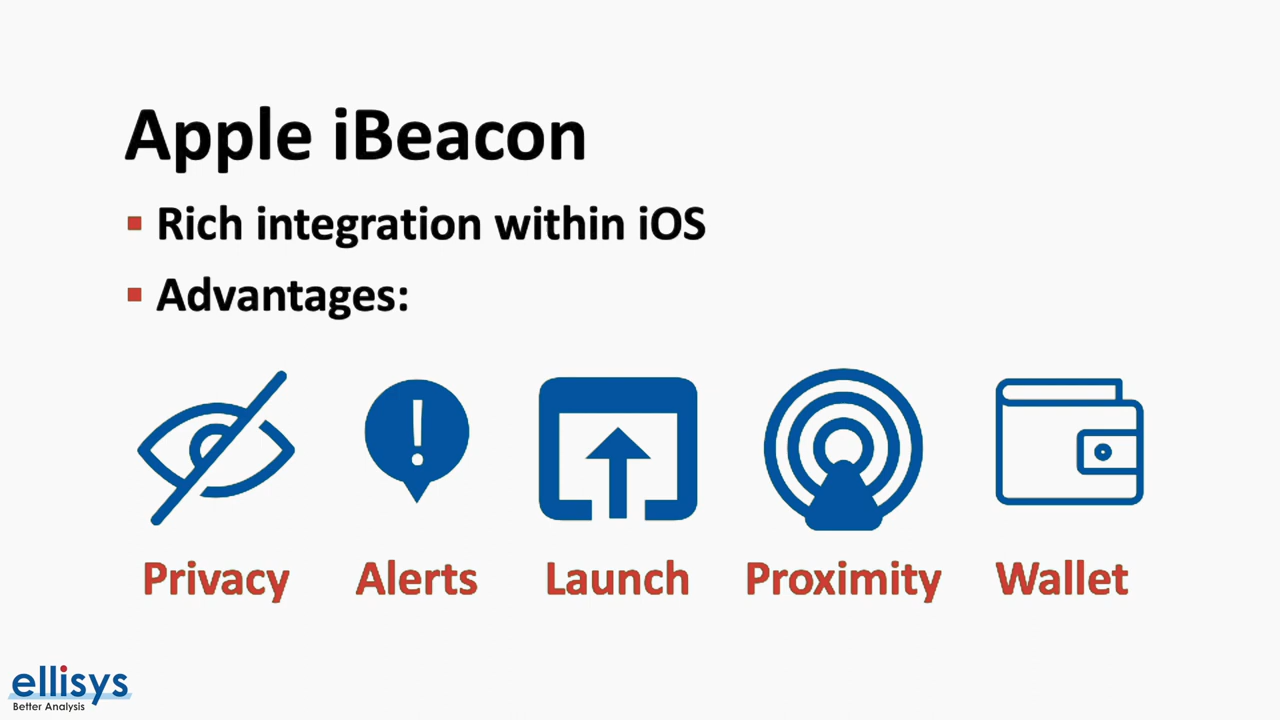 Apple iBeacon
▪ Rich integration within iOS
▪ Advantages:
!
Privacy Alerts Launch Proximity Wallet
ellisys
Better Analysis